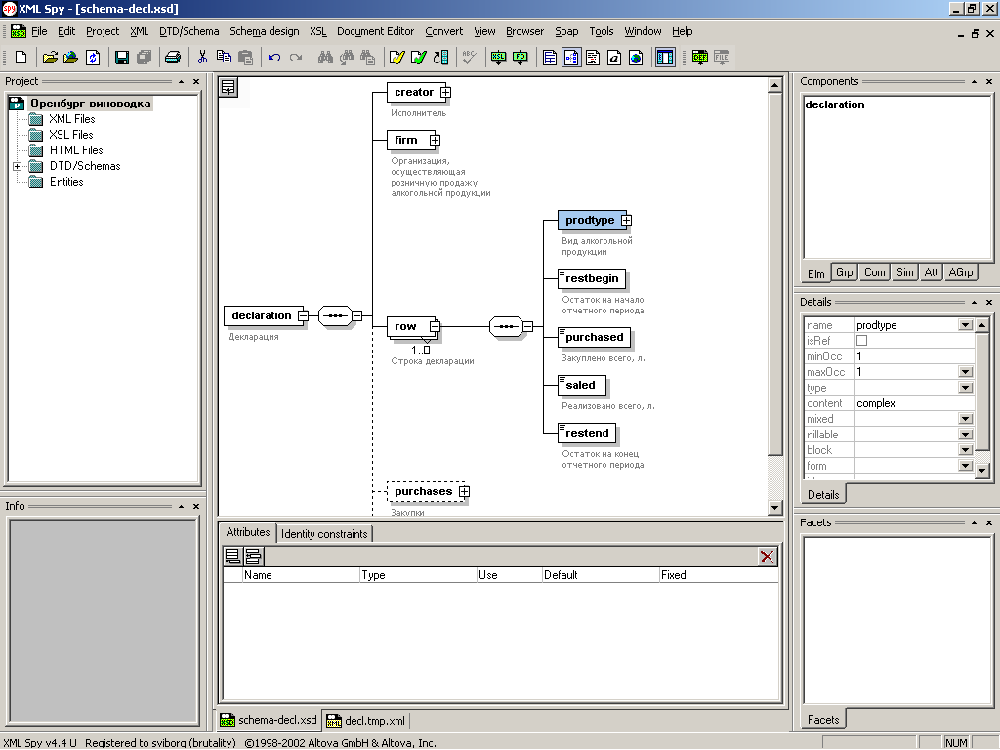 XML Spy - [schema-decl.xsd]
File Edit Project XML DTD/Schema Schema design XSL Document Editor Convert View Browser Soap Tools Window Help
Project
Оренбург-виноводка
XML Files
XSL Files
HTML Files
DTD/Schemas
Entities
Info
creator
Исполнитель
firm
Организация,
осуществляющая
розничную продажу
алкогольной продукции
prodtype
Вид алкогольной
продукции
restbegin
Остаток на начало
отчетного периода
declaration
Декларация
row
1..
Строка декларации
purchased
Закуплено всего, л.
saled
Реализовано всего, л.
restend
Остаток на конец
отчетного периода
purchases
Закупки
Attributes Identity constraints
Name Type Use Default Fixed
schema-decl.xsd decl.tmp.xml
Components
declaration
Elm Grp Com Sim Att AGrp
Details
name prodtype
isRef
minOcc 1
maxOcc 1
type
content complex
mixed
nillable
block
form
Details
Facets
Facets
XML Spy v4.4 U Registered to sviborg (brutality) ©1998-2002 Altova GmbH & Altova, Inc. NUM